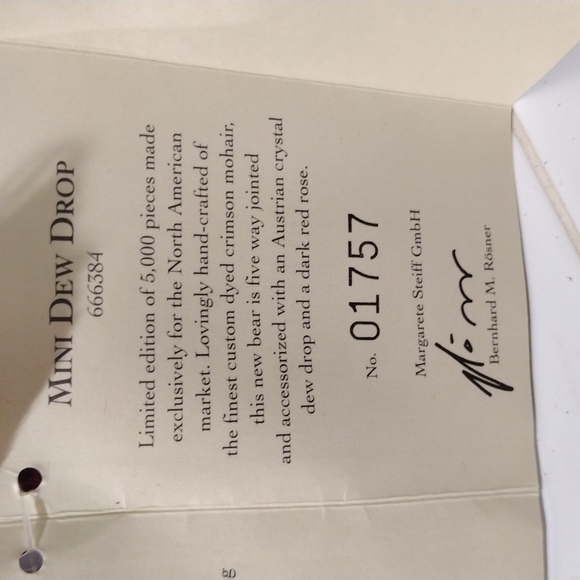 MINI DEW DROP
666384
Limited edition of 5,000 pieces made
exclusively for the North American
market. Lovingly hand-crafted of
the finest custom dyed crimson mohair,
this new bear is five way jointed
and accessorized with an Austrian crystal
dew drop and a dark red rose.
No. 01757
Margarete Steiff GmbH
Bernhard M. Rösner
g